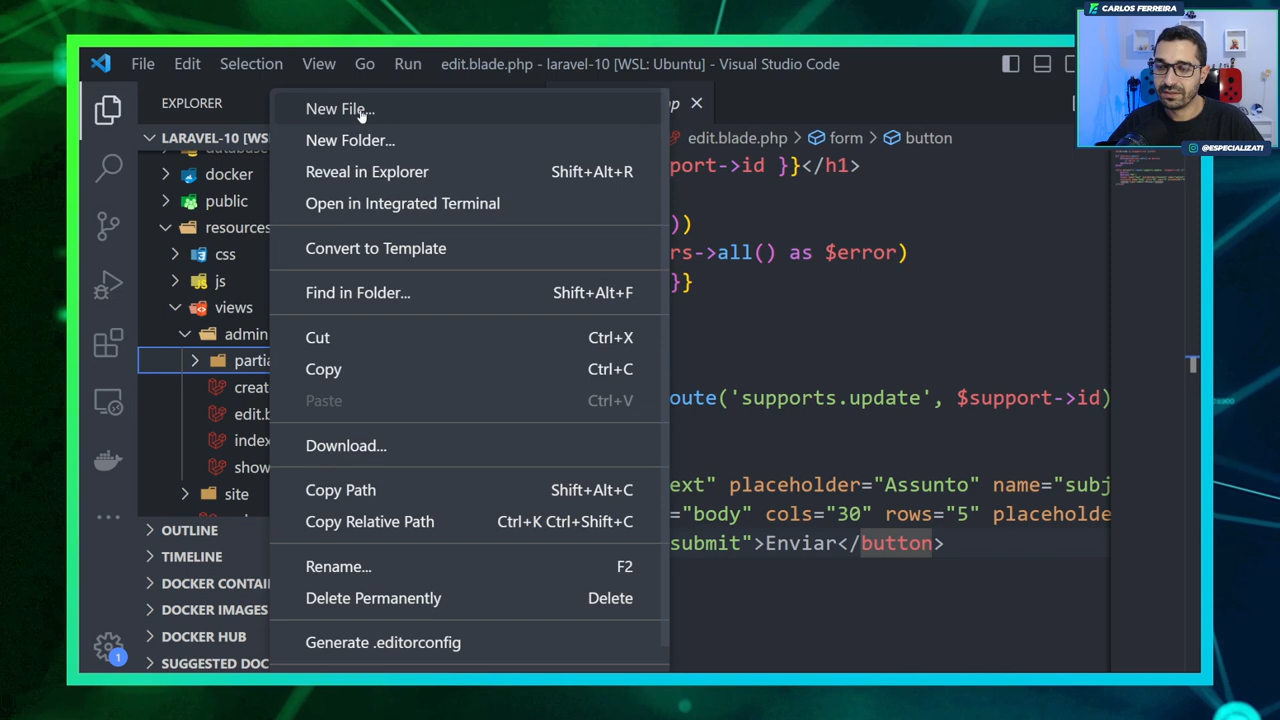 CARLOS FERREIRA
@ESPECIALIZATI
File Edit Selection View Go Run edit.blade.php - laravel-10 [WSL: Ubuntu] - Visual Studio Code
EXPLORER
LARAVEL-10 [WSL
docker
public
resources
css
js
views
admin
partia
creat
edit.b
index
show
site
OUTLINE
TIMELINE
DOCKER CONTAI
DOCKER IMAGES
DOCKER HUB
SUGGESTED DOC
1
New File...
New Folder...
Reveal in Explorer Shift+Alt+R
Open in Integrated Terminal
Convert to Template
Find in Folder... Shift+Alt+F
Cut Ctrl+X
Copy Ctrl+C
Paste Ctrl+V
Download...
Copy Path Shift+Alt+C
Copy Relative Path Ctrl+K Ctrl+Shift+C
Rename... F2
Delete Permanently Delete
Generate .editorconfig
hp
edit.blade.php > form > button
pport->id }}</h1>
))
rs->all() as $error)
}}
oute('supports.update', $support->id)
ext" placeholder="Assunto" name="subj
="body" cols="30" rows="5" placeholde
submit">Enviar</button>